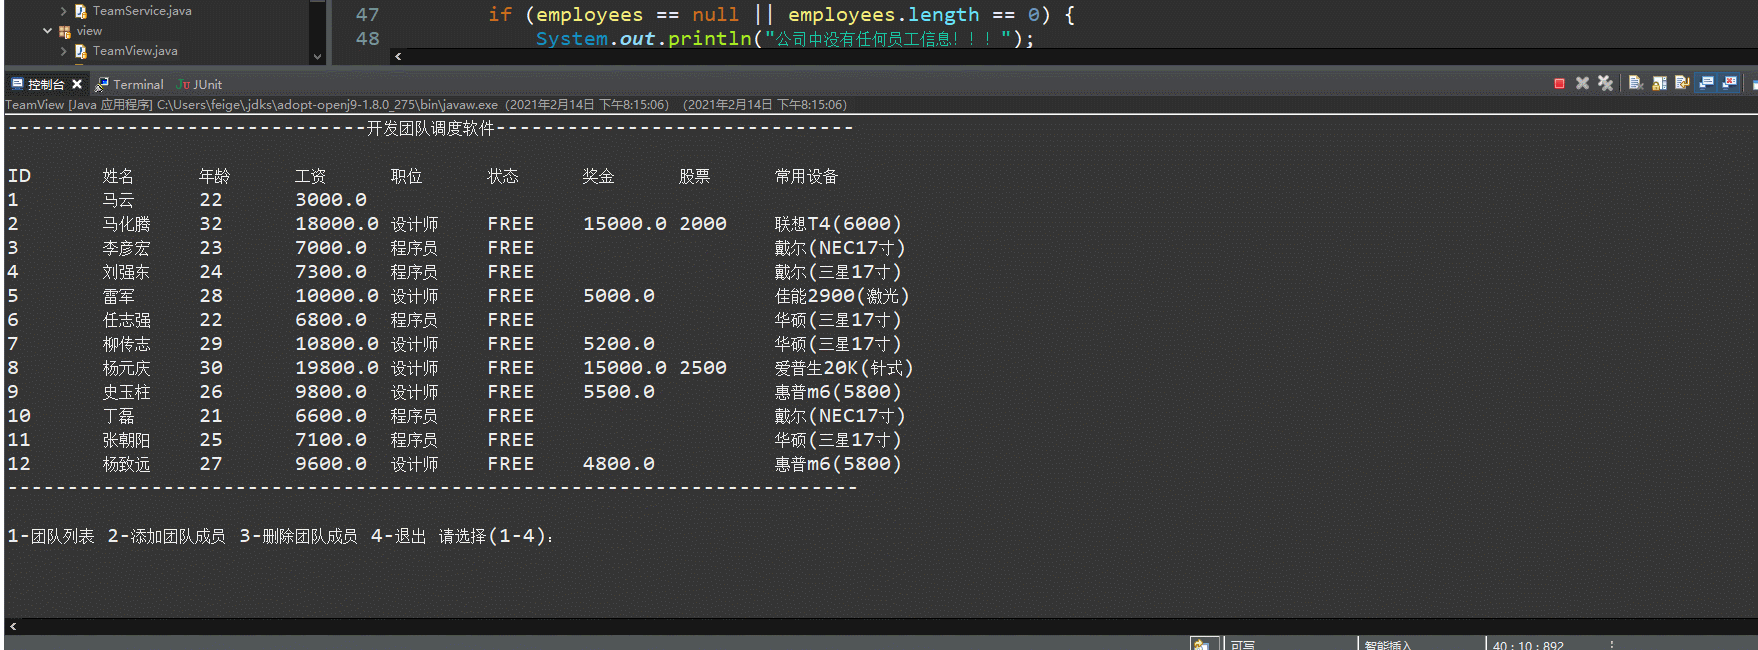 TeamService.java
view
TeamView.java
47 if (employees == null || employees.length == 0) {
48 System.out.println("公司中没有任何员工信息！！！");
控制台 Terminal JUnit
TeamView [Java 应用程序] C:\Users\feige\.jdks\adopt-openj9-1.8.0_275\bin\javaw.exe（2021年2月14日 下午8:15:06）（2021年2月14日 下午8:15:06）
------------------------------开发团队调度软件------------------------------
ID 姓名 年龄 工资 职位 状态 奖金 股票 常用设备
1 马云 22 3000.0
2 马化腾 32 18000.0 设计师 FREE 15000.0 2000 联想T4(6000)
3 李彦宏 23 7000.0 程序员 FREE 戴尔(NEC17寸)
4 刘强东 24 7300.0 程序员 FREE 戴尔(三星17寸)
5 雷军 28 10000.0 设计师 FREE 5000.0 佳能2900(激光)
6 任志强 22 6800.0 程序员 FREE 华硕(三星17寸)
7 柳传志 29 10800.0 设计师 FREE 5200.0 华硕(三星17寸)
8 杨元庆 30 19800.0 设计师 FREE 15000.0 2500 爱普生20K(针式)
9 史玉柱 26 9800.0 设计师 FREE 5500.0 惠普m6(5800)
10 丁磊 21 6600.0 程序员 FREE 戴尔(NEC17寸)
11 张朝阳 25 7100.0 程序员 FREE 华硕(三星17寸)
12 杨致远 27 9600.0 设计师 FREE 4800.0 惠普m6(5800)
-----------------------------------------------------------------------
1-团队列表 2-添加团队成员 3-删除团队成员 4-退出 请选择(1-4)：
可写 智能插入 40 : 10 : 892